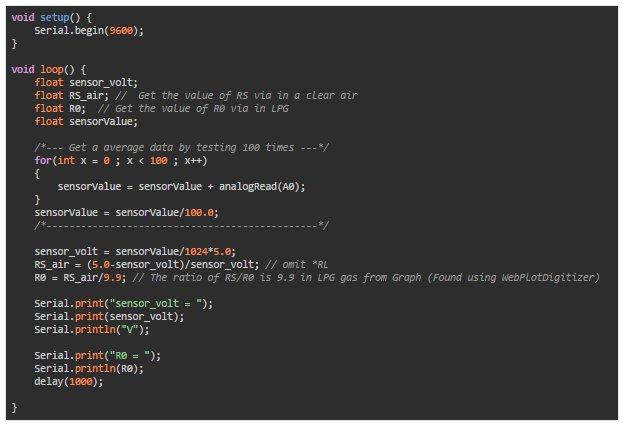 void setup() {
    Serial.begin(9600);
}

void loop() {
    float sensor_volt;
    float RS_air; //  Get the value of RS via in a clear air
    float R0;  // Get the value of R0 via in LPG
    float sensorValue;

    /*--- Get a average data by testing 100 times ---*/
    for(int x = 0 ; x < 100 ; x++)
    {
        sensorValue = sensorValue + analogRead(A0);
    }
    sensorValue = sensorValue/100.0;
    /*-----------------------------------------------*/

    sensor_volt = sensorValue/1024*5.0;
    RS_air = (5.0-sensor_volt)/sensor_volt; // omit *RL
    R0 = RS_air/9.9; // The ratio of RS/R0 is 9.9 in LPG gas from Graph (Found using WebPlotDigitizer)

    Serial.print("sensor_volt = ");
    Serial.print(sensor_volt);
    Serial.println("V");

    Serial.print("R0 = ");
    Serial.println(R0);
    delay(1000);

}